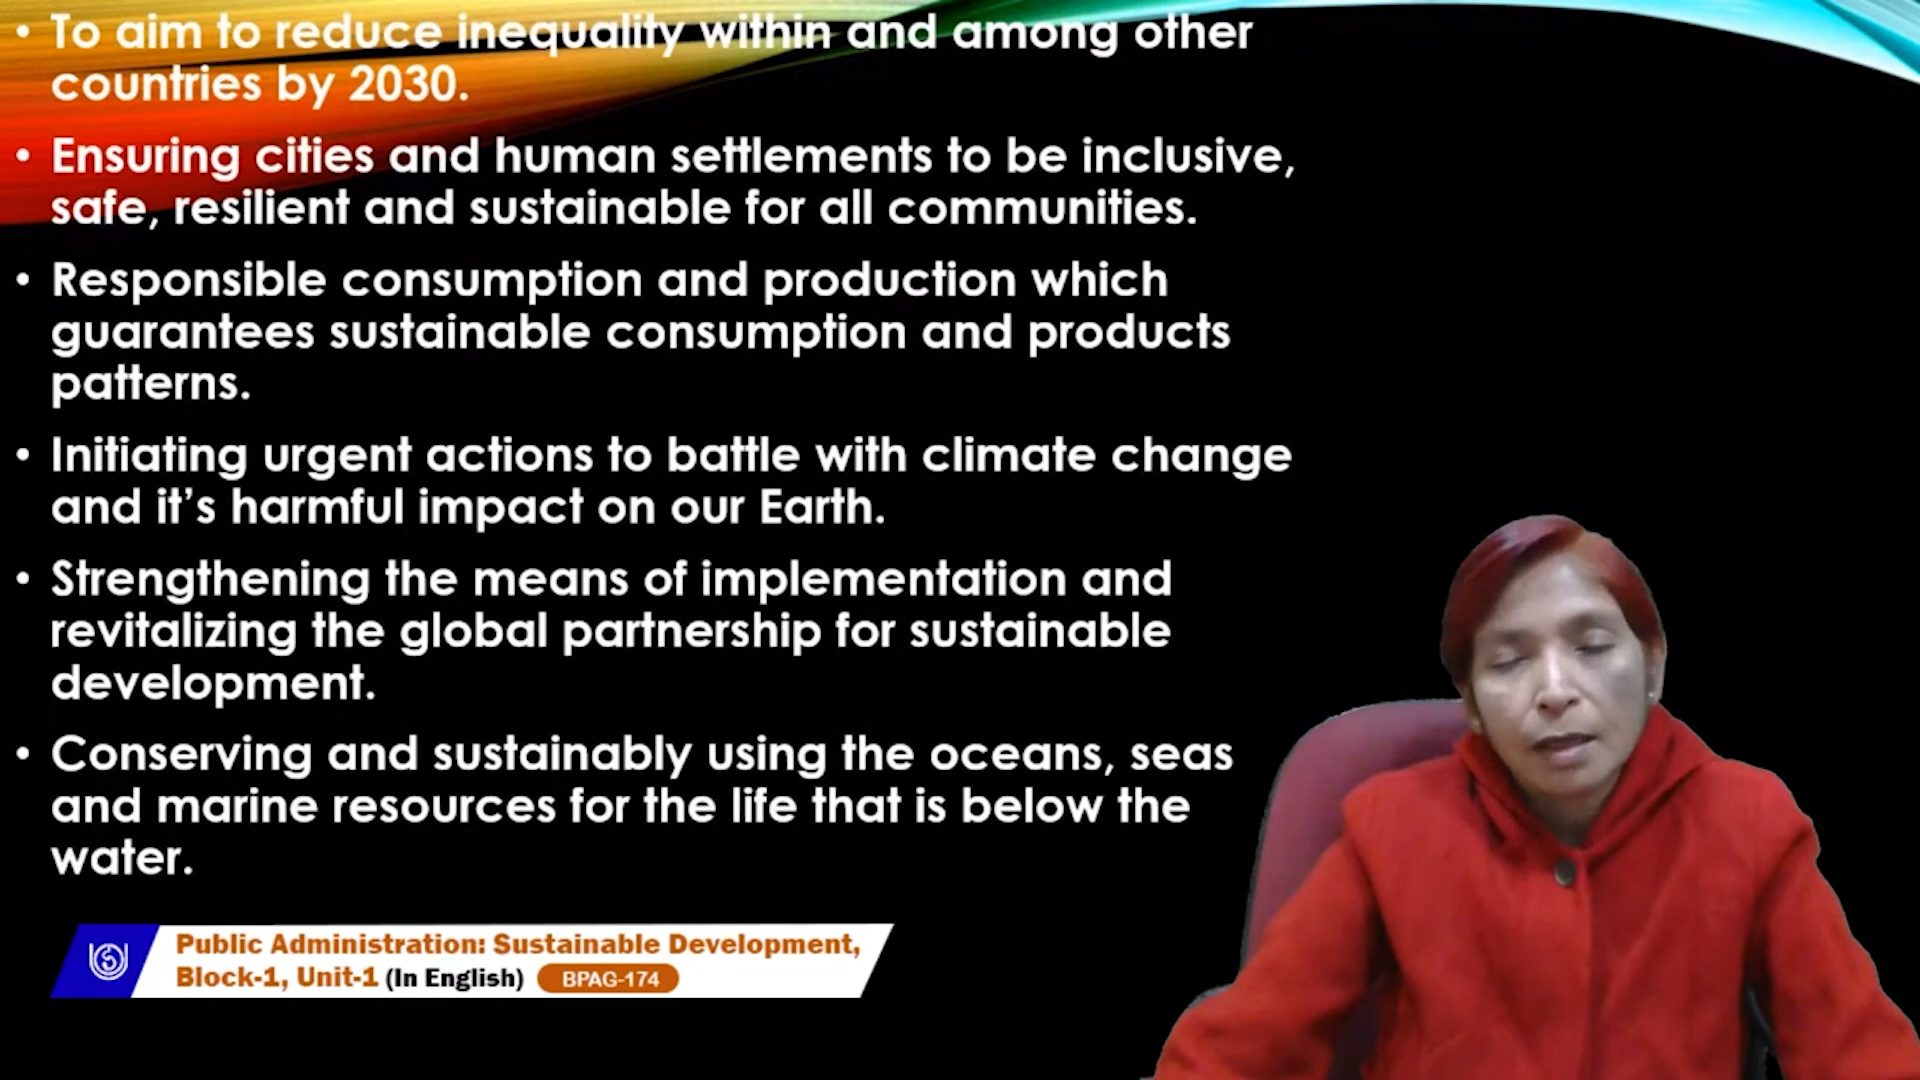 • To aim to reduce inequality within and among other
countries by 2030.
• Ensuring cities and human settlements to be inclusive,
safe, resilient and sustainable for all communities.
• Responsible consumption and production which
guarantees sustainable consumption and products
patterns.
• Initiating urgent actions to battle with climate change
and it’s harmful impact on our Earth.
• Strengthening the means of implementation and
revitalizing the global partnership for sustainable
development.
• Conserving and sustainably using the oceans, seas
and marine resources for the life that is below the
water.
Public Administration: Sustainable Development,
Block-1, Unit-1 (In English) BPAG-174